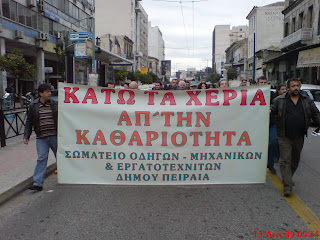 ΚΑΤΩ ΤΑ ΧΕΡΙΑ
ΑΠ'ΤΗΝ
ΚΑΘΑΡΙΟΤΗΤΑ
ΣΩΜΑΤΕΙΟ ΟΔΗΓΩΝ - ΜΗΧΑΝΙΚΩΝ
& ΕΡΓΑΤΟΤΕΧΝΙΤΩΝ
ΔΗΜΟΥ ΠΕΙΡΑΙΑ